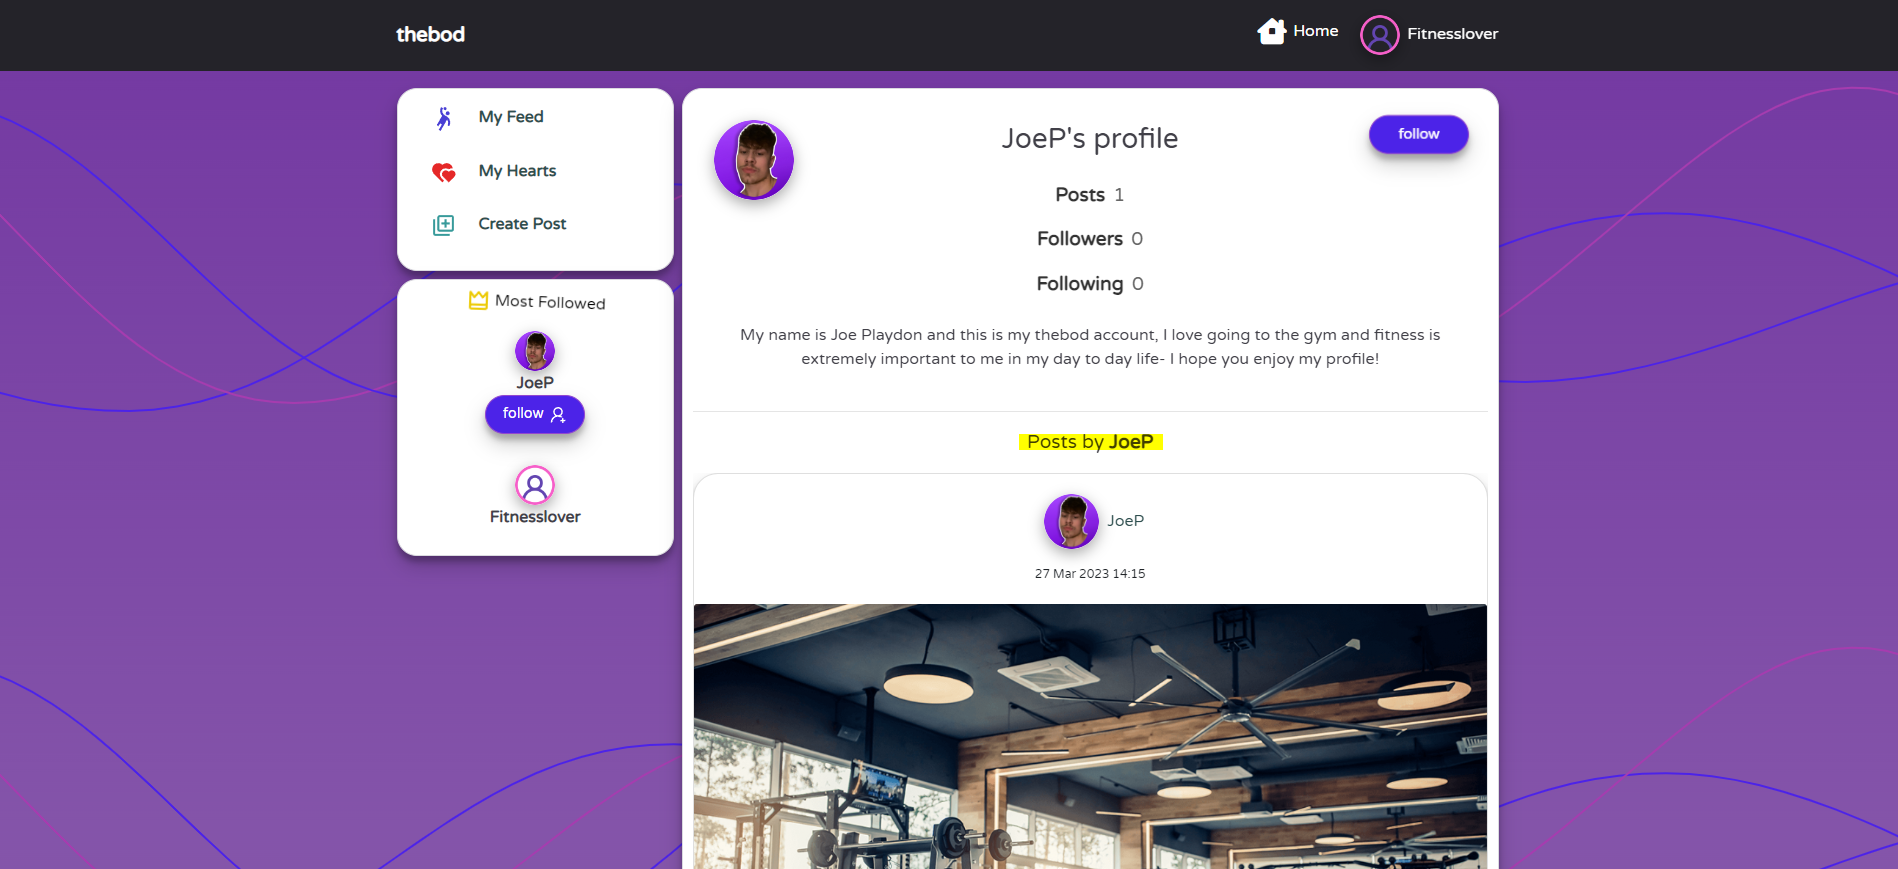 thebod
Home
Fitnesslover
My Feed
My Hearts
Create Post
Most Followed
JoeP
follow
Fitnesslover
JoeP's profile
follow
Posts 1
Followers 0
Following 0
My name is Joe Playdon and this is my thebod account, I love going to the gym and fitness is
extremely important to me in my day to day life- I hope you enjoy my profile!
Posts by JoeP
JoeP
27 Mar 2023 14:15